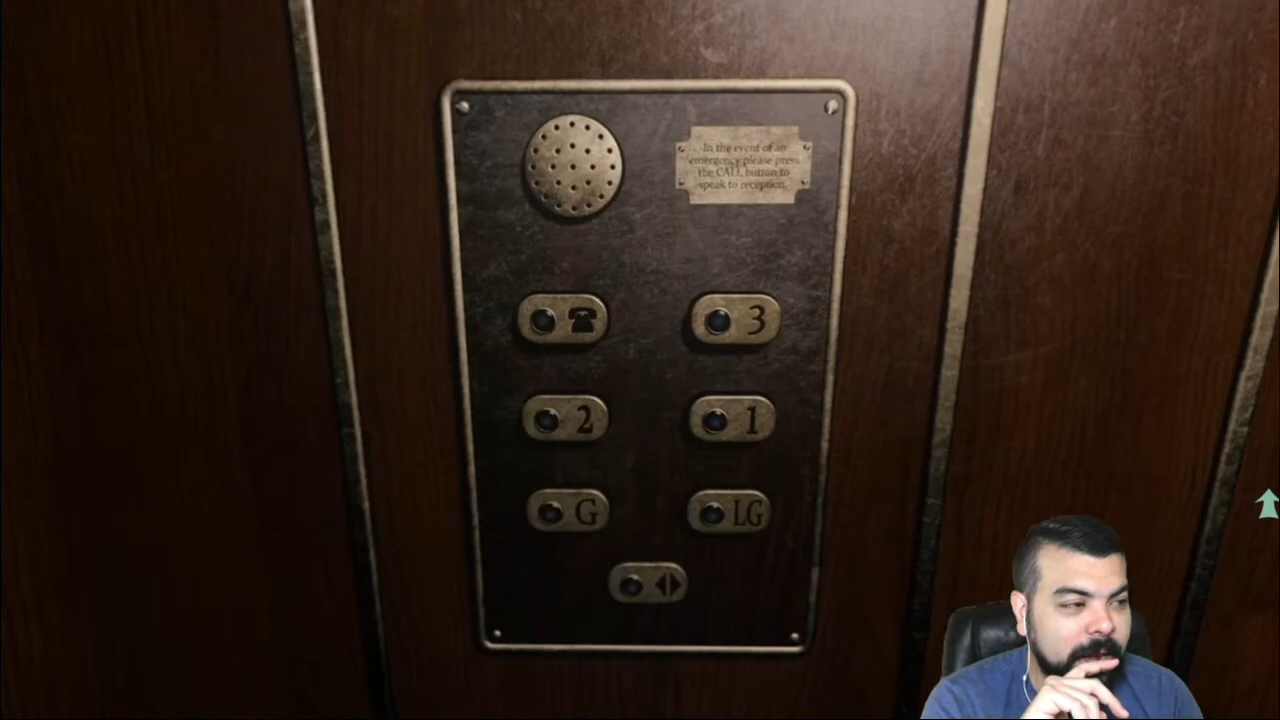 In the event of an
emergency please press
the CALL button to
speak to reception.
3
2
1
G
LG